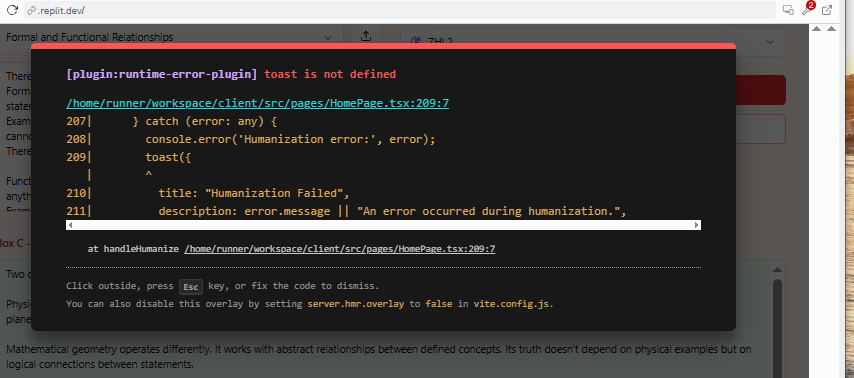 .replit.dev/
2
Formal and Functional Relationships
ZHI 2
[plugin:runtime-error-plugin] toast is not defined
/home/runner/workspace/client/src/pages/HomePage.tsx:209:7
207|      } catch (error: any) {
208|        console.error('Humanization error:', error);
209|        toast({
   |        ^
210|          title: "Humanization Failed",
211|          description: error.message || "An error occurred during humanization.",
at handleHumanize /home/runner/workspace/client/src/pages/HomePage.tsx:209:7
Click outside, press Esc key, or fix the code to dismiss.
You can also disable this overlay by setting server.hmr.overlay to false in vite.config.js.
There
Forma
staten
Exam
canno
There
Funct
anyth
Box C -
Two c
Physi
plane
Mathematical geometry operates differently. It works with abstract relationships between defined concepts. Its truth doesn't depend on physical examples but on
logical connections between statements.